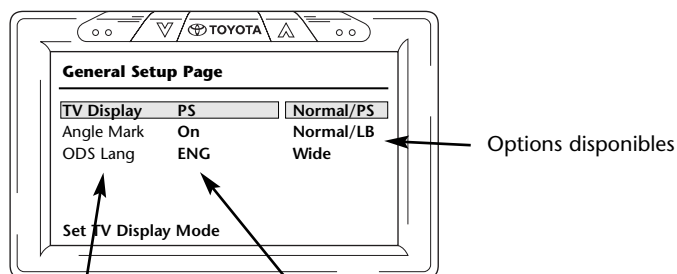 TOYOTA
General Setup Page
TV Display PS Normal/PS
Angle Mark On Normal/LB
ODS Lang ENG Wide
Options disponibles
Set TV Display Mode